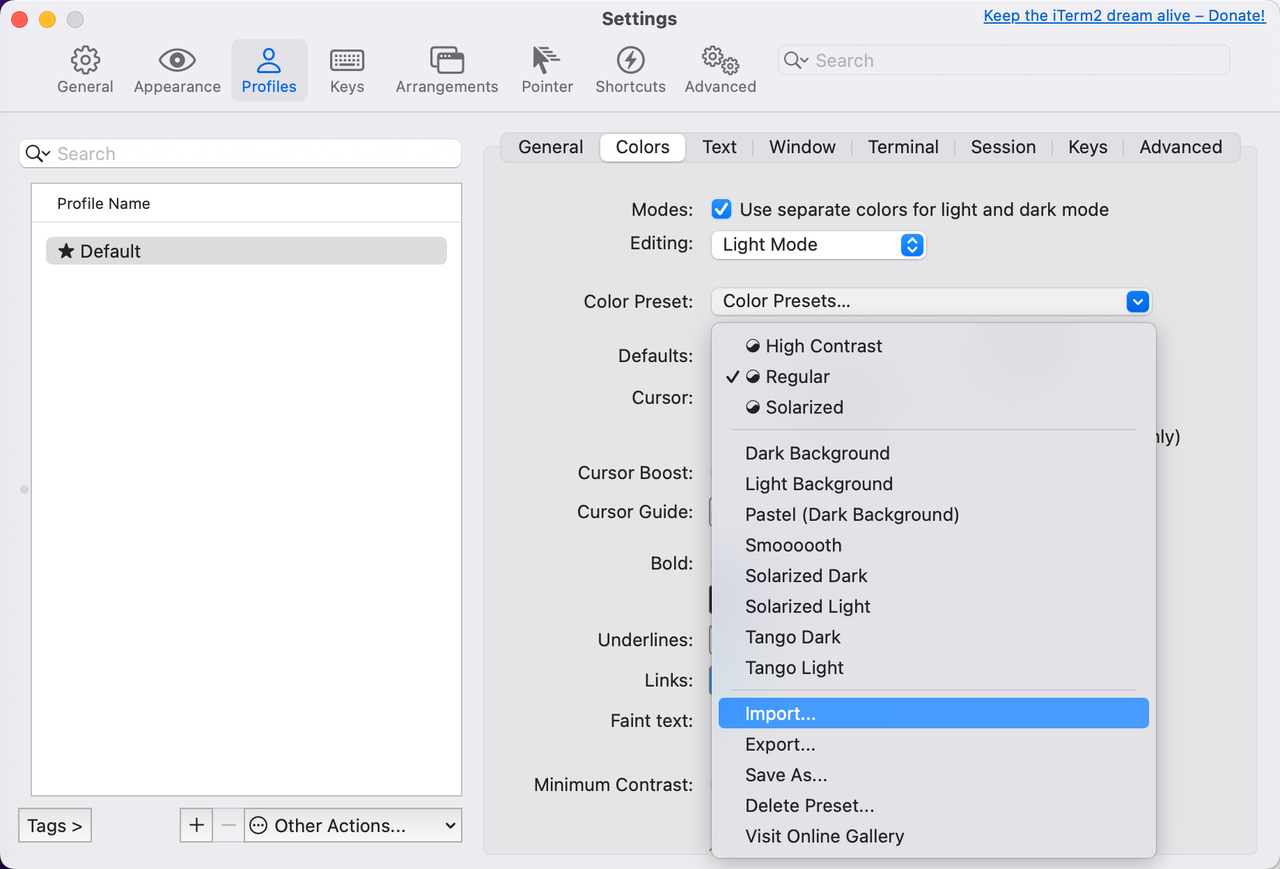 Settings
Keep the iTerm2 dream alive – Donate!
General Appearance Profiles Keys Arrangements Pointer Shortcuts Advanced
Search
Search
Profile Name
★ Default
Tags >
+ − Other Actions...
General Colors Text Window Terminal Session Keys Advanced
Modes: Use separate colors for light and dark mode
Editing: Light Mode
Color Preset: Color Presets...
Defaults:
Cursor:
Cursor Boost:
Cursor Guide:
Bold:
Underlines:
Links:
Faint text:
Minimum Contrast:
High Contrast
✓ Regular
Solarized
Dark Background
Light Background
Pastel (Dark Background)
Smoooooth
Solarized Dark
Solarized Light
Tango Dark
Tango Light
Import...
Export...
Save As...
Delete Preset...
Visit Online Gallery